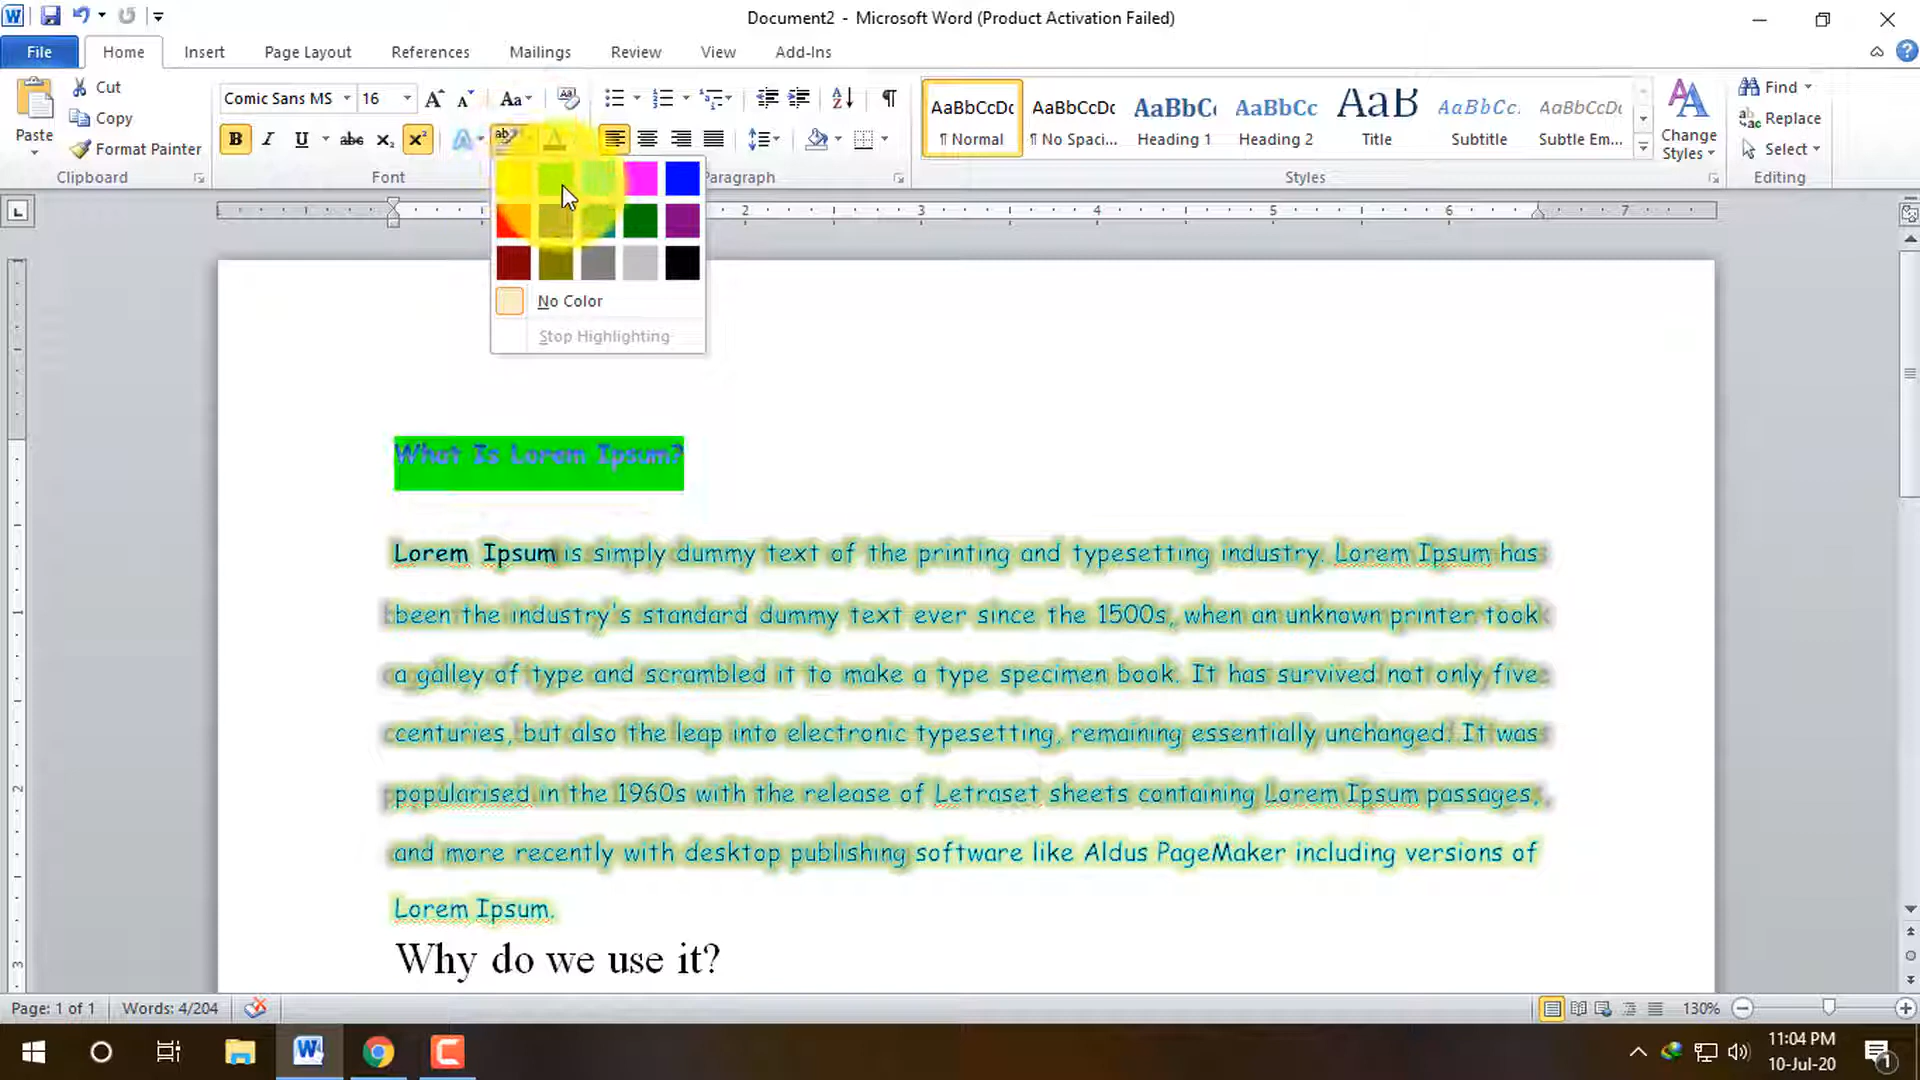 Document2 - Microsoft Word (Product Activation Failed)
File Home Insert Page Layout References Mailings Review View Add-Ins
Paste
Cut
Copy
Format Painter
Clipboard
Comic Sans MS 16
Font
Paragraph
AaBbCcDc AaBbCcDc AaBbC AaBbCc AaB AaBbCc. AaBbCcDc
¶ Normal ¶ No Spaci... Heading 1 Heading 2 Title Subtitle Subtle Em...
Change Styles
Styles
Find
Replace
Select
Editing
No Color
Stop Highlighting
2 3 4 5 6 7
What Is Lorem Ipsum?
Lorem Ipsum is simply dummy text of the printing and typesetting industry. Lorem Ipsum has
been the industry's standard dummy text ever since the 1500s, when an unknown printer took
a galley of type and scrambled it to make a type specimen book. It has survived not only five
centuries, but also the leap into electronic typesetting, remaining essentially unchanged. It was
popularised in the 1960s with the release of Letraset sheets containing Lorem Ipsum passages,
and more recently with desktop publishing software like Aldus PageMaker including versions of
Lorem Ipsum.
Why do we use it?
Page: 1 of 1 Words: 4/204 130%
11:04 PM
10-Jul-20